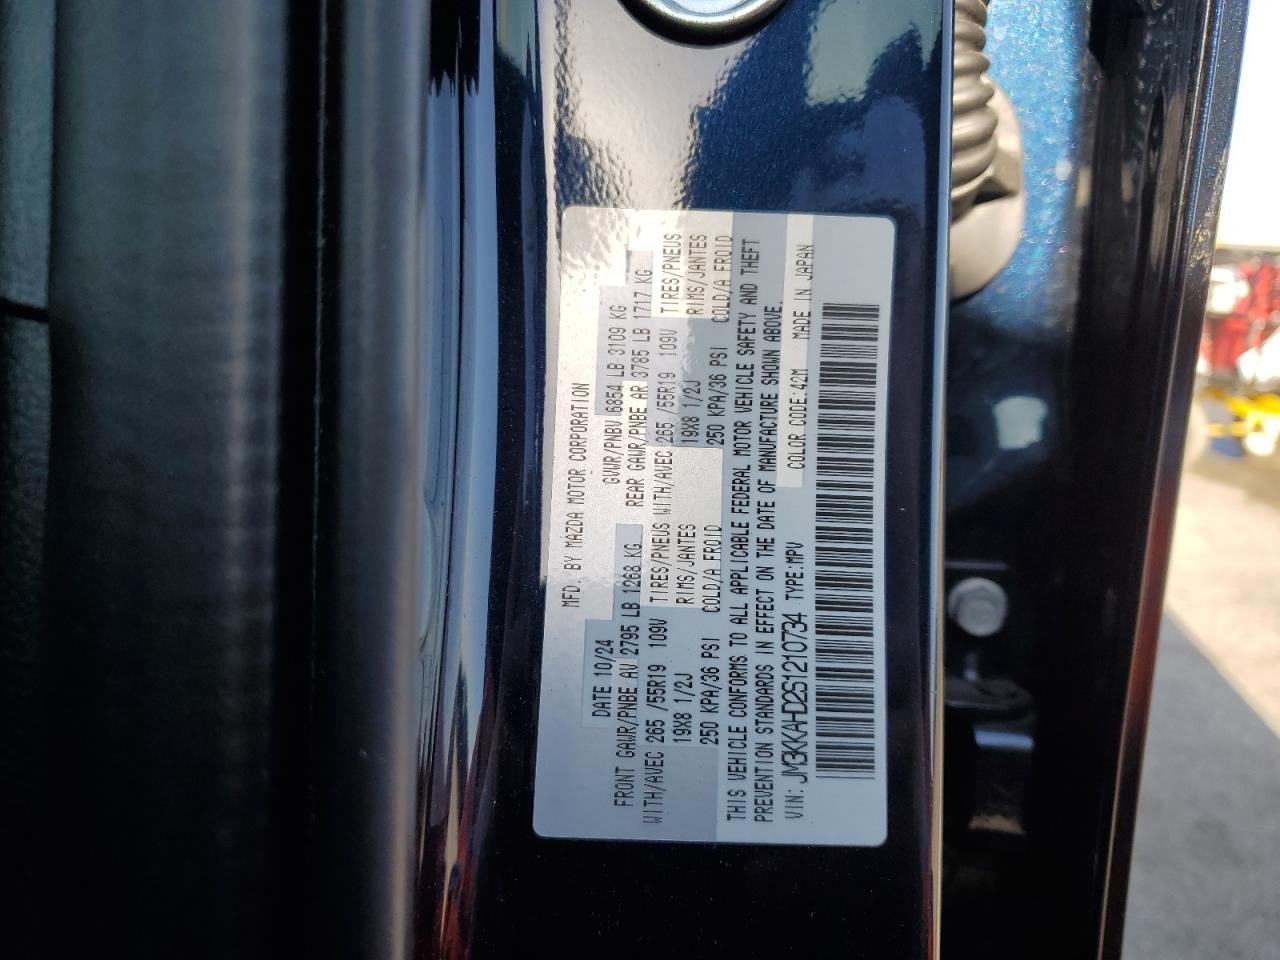 MFD. BY MAZDA MOTOR CORPORATION
DATE 10/24 GVWR/PNBV 6854 LB 3109 KG
FRONT GAWR/PNBE AV 2795 LB 1268 KG REAR GAWR/PNBE AR 3785 LB 1717 KG
WITH/AVEC 265 /55R19 109V TIRES/PNEUS WITH/AVEC 265 /55R19 109V TIRES/PNEUS
19X8 1/2J RIMS/JANTES 19X8 1/2J RIMS/JANTES
250 KPA/36 PSI COLD/A FROID 250 KPA/36 PSI COLD/A FROID
THIS VEHICLE CONFORMS TO ALL APPLICABLE FEDERAL MOTOR VEHICLE SAFETY AND THEFT
PREVENTION STANDARDS IN EFFECT ON THE DATE OF MANUFACTURE SHOWN ABOVE.
VIN: JM3KKAHD2S1210734 TYPE:MPV COLOR CODE:42M MADE IN JAPAN